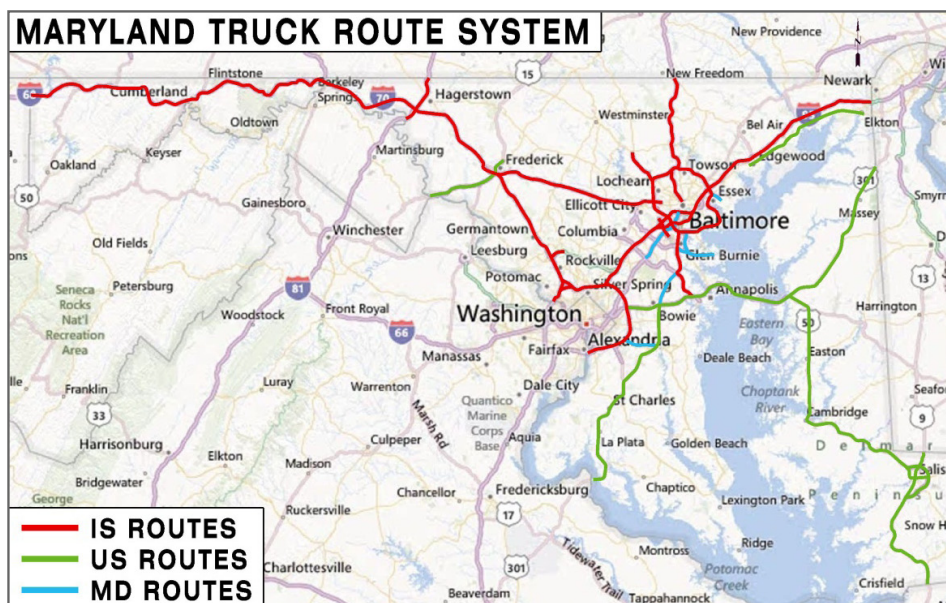 MARYLAND TRUCK ROUTE SYSTEM
New Providence
N
15
New Freedom
Newark
Flintstone
Cumberland
Berkeley
Springs
70
Hagerstown
Westminster
Bel Air
Elkton
Oldtown
Oakland
Keyser
Martinsburg
Frederick
Towson
Edgewood
301
50
Lochearn
Essex
Gainesboro
Ellicott City
Baltimore
Massey
Old Fields
Winchester
Germantown
Columbia
Leesburg
Rockville
Glen Burnie
13
Seneca
Rocks
Nat'l
Recreation
Area
Petersburg
81
Potomac
Silver Spring
Annapolis
Harrington
Woodstock
Front Royal
66
Washington
Bowie
Eastern
Bay
50
Manassas
Fairfax
Alexandria
Deale Beach
Easton
Franklin
Luray
Warrenton
Dale City
Choptank
River
33
Marsh Rd
Quantico
Marine
Corps
Base
St Charles
Cambridge
9
Harrisonburg
Culpeper
Aquia
La Plata
Golden Beach
Elkton
Madison
Bridgewater
Chancellor
Fredericksburg
Chaptico
Lexington Park
George
Ruckersville
17
Snow H
IS ROUTES
US ROUTES
MD ROUTES
Charlottesville
301
Tidewater Trail
Montross
Ridge
Potomac
Creek
Crisfield
Beaverdam
Tappahannock